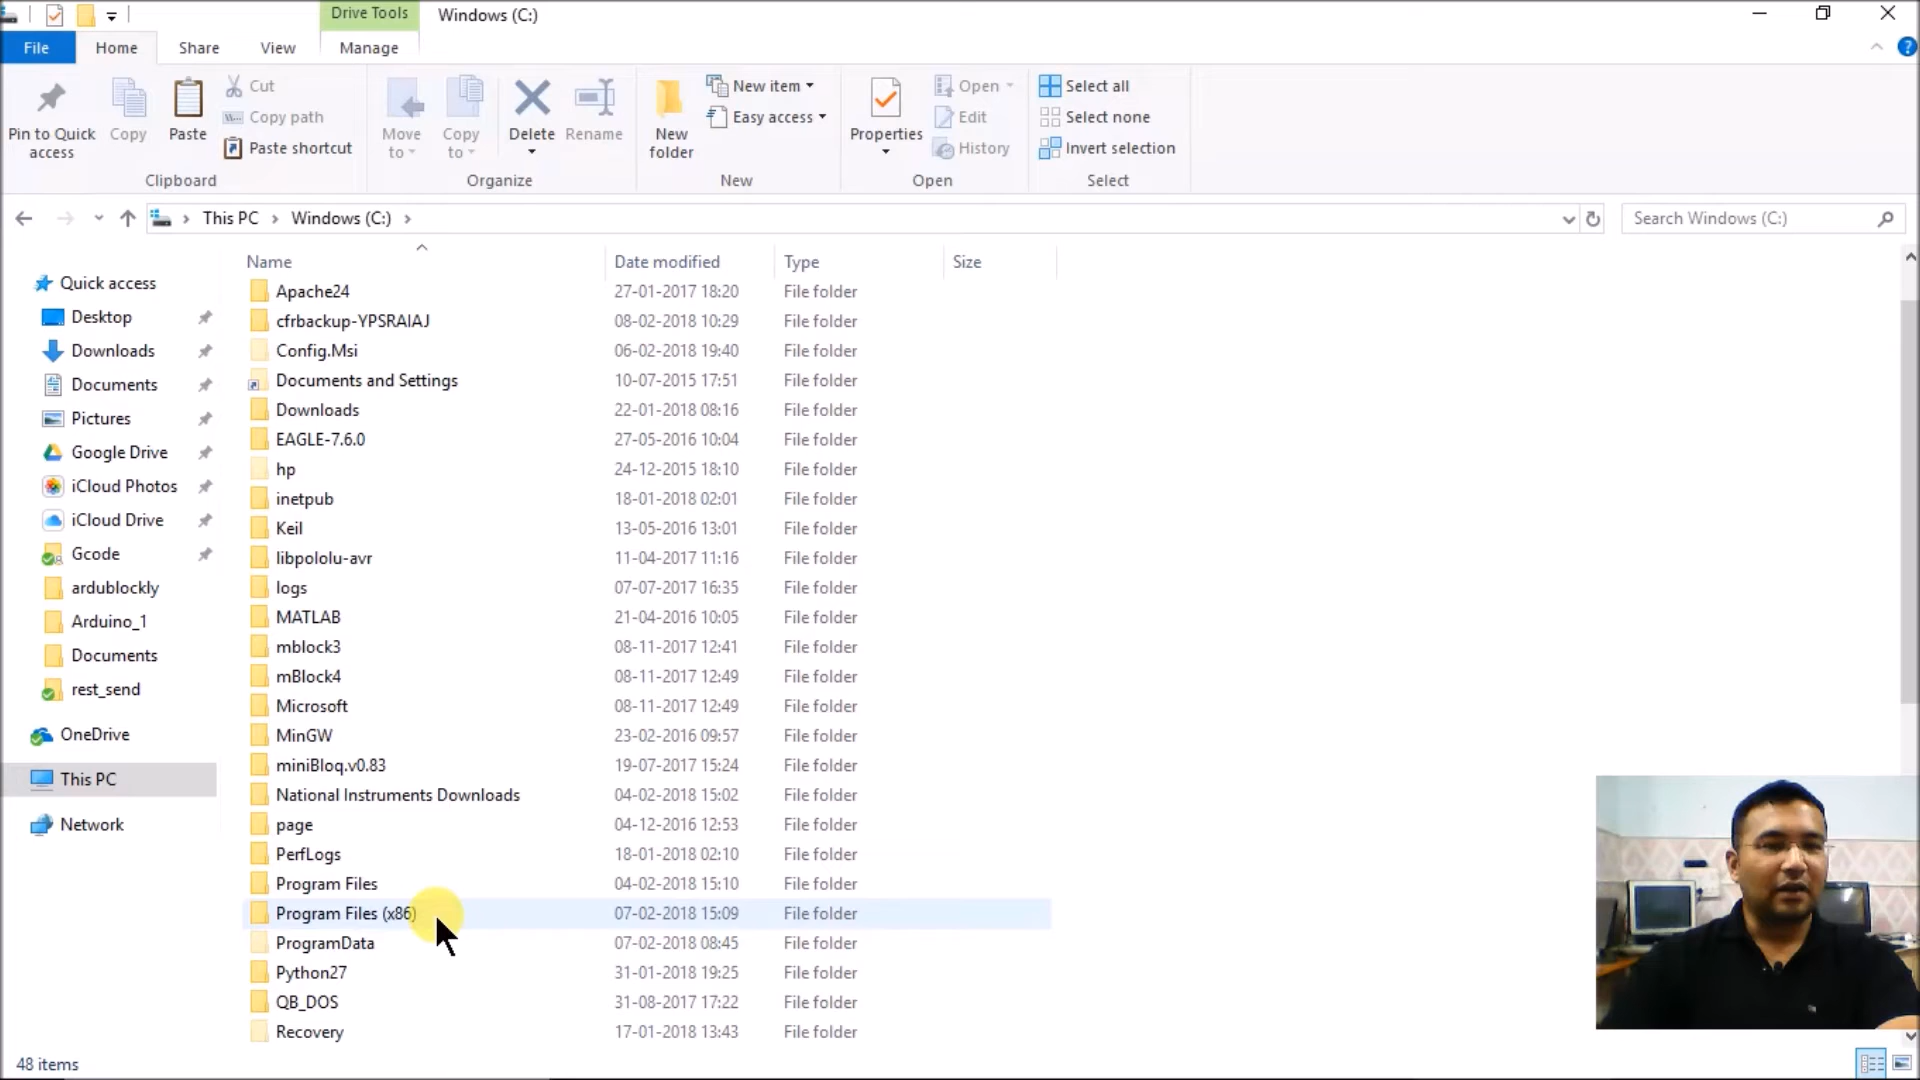 Drive Tools
Windows (C:)
File
Home
Share
View
Manage
Pin to Quick access
Copy
Paste
Cut
Copy path
Paste shortcut
Clipboard
Move to
Copy to
Delete
Rename
Organize
New folder
New item
Easy access
New
Properties
Open
Edit
History
Open
Select all
Select none
Invert selection
Select
This PC > Windows (C:) >
Search Windows (C:)
Quick access
Desktop
Downloads
Documents
Pictures
Google Drive
iCloud Photos
iCloud Drive
Gcode
ardublockly
Arduino_1
Documents
rest_send
OneDrive
This PC
Network
Name Date modified Type Size
Apache24 27-01-2017 18:20 File folder
cfrbackup-YPSRAIAJ 08-02-2018 10:29 File folder
Config.Msi 06-02-2018 19:40 File folder
Documents and Settings 10-07-2015 17:51 File folder
Downloads 22-01-2018 08:16 File folder
EAGLE-7.6.0 27-05-2016 10:04 File folder
hp 24-12-2015 18:10 File folder
inetpub 18-01-2018 02:01 File folder
Keil 13-05-2016 13:01 File folder
libpololu-avr 11-04-2017 11:16 File folder
logs 07-07-2017 16:35 File folder
MATLAB 21-04-2016 10:05 File folder
mblock3 08-11-2017 12:41 File folder
mBlock4 08-11-2017 12:49 File folder
Microsoft 08-11-2017 12:49 File folder
MinGW 23-02-2016 09:57 File folder
miniBloq.v0.83 19-07-2017 15:24 File folder
National Instruments Downloads 04-02-2018 15:02 File folder
page 04-12-2016 12:53 File folder
PerfLogs 18-01-2018 02:10 File folder
Program Files 04-02-2018 15:10 File folder
Program Files (x86) 07-02-2018 15:09 File folder
ProgramData 07-02-2018 08:45 File folder
Python27 31-01-2018 19:25 File folder
QB_DOS 31-08-2017 17:22 File folder
Recovery 17-01-2018 13:43 File folder
48 items